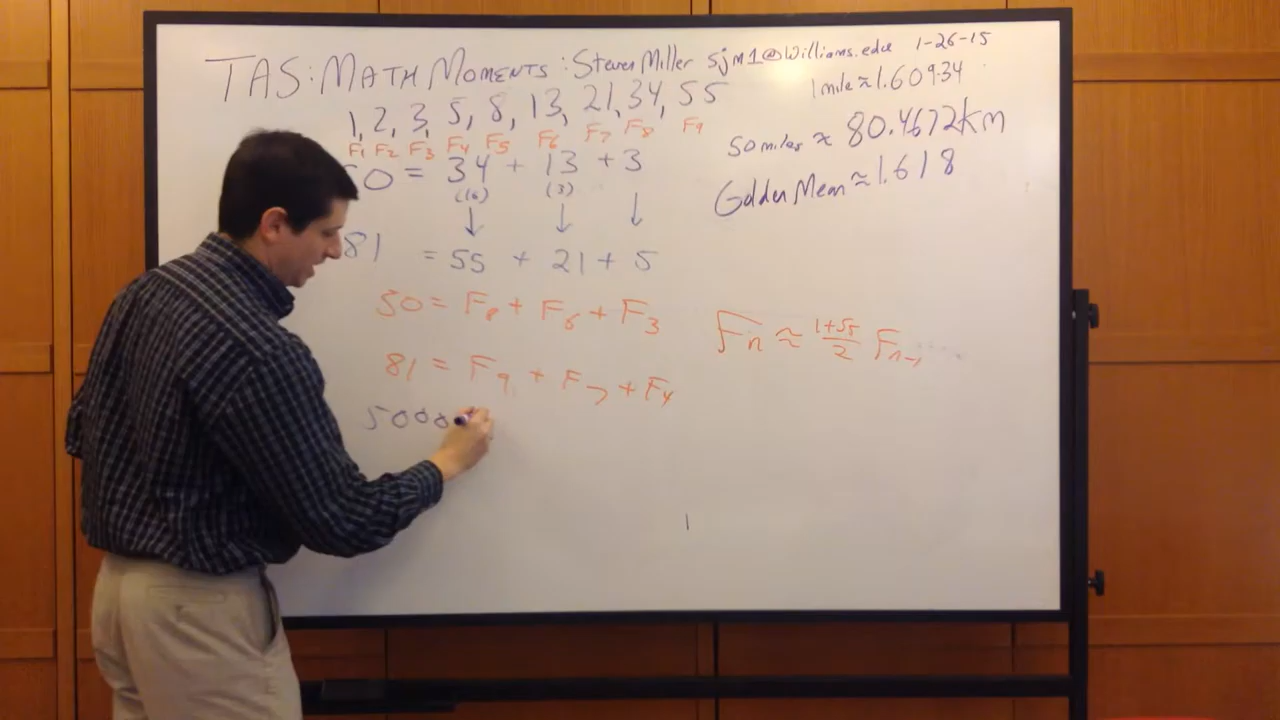 TAS: MATH MOMENTS: Steven Miller sjm1@Williams.edu 1-26-15
1 mile ≈ 1.60934
1, 2, 3, 5, 8, 13, 21, 34, 55
F1 F2 F3 F4 F5 F6 F7 F8 F9
50 miles ≈ 80.4672km
50 = 34 + 13 + 3
(16) (3)
Golden Mean ≈ 1.618
↓ ↓ ↓
81 = 55 + 21 + 5
50 = F8 + F6 + F3
Fn ≈ (1+√5)/2 Fn-1
81 = F9 + F7 + F4
5000